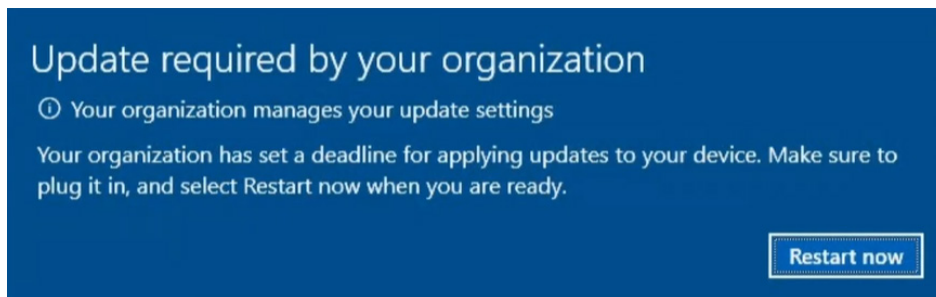 Update required by your organization
Your organization manages your update settings
Your organization has set a deadline for applying updates to your device. Make sure to
plug it in, and select Restart now when you are ready.
Restart now